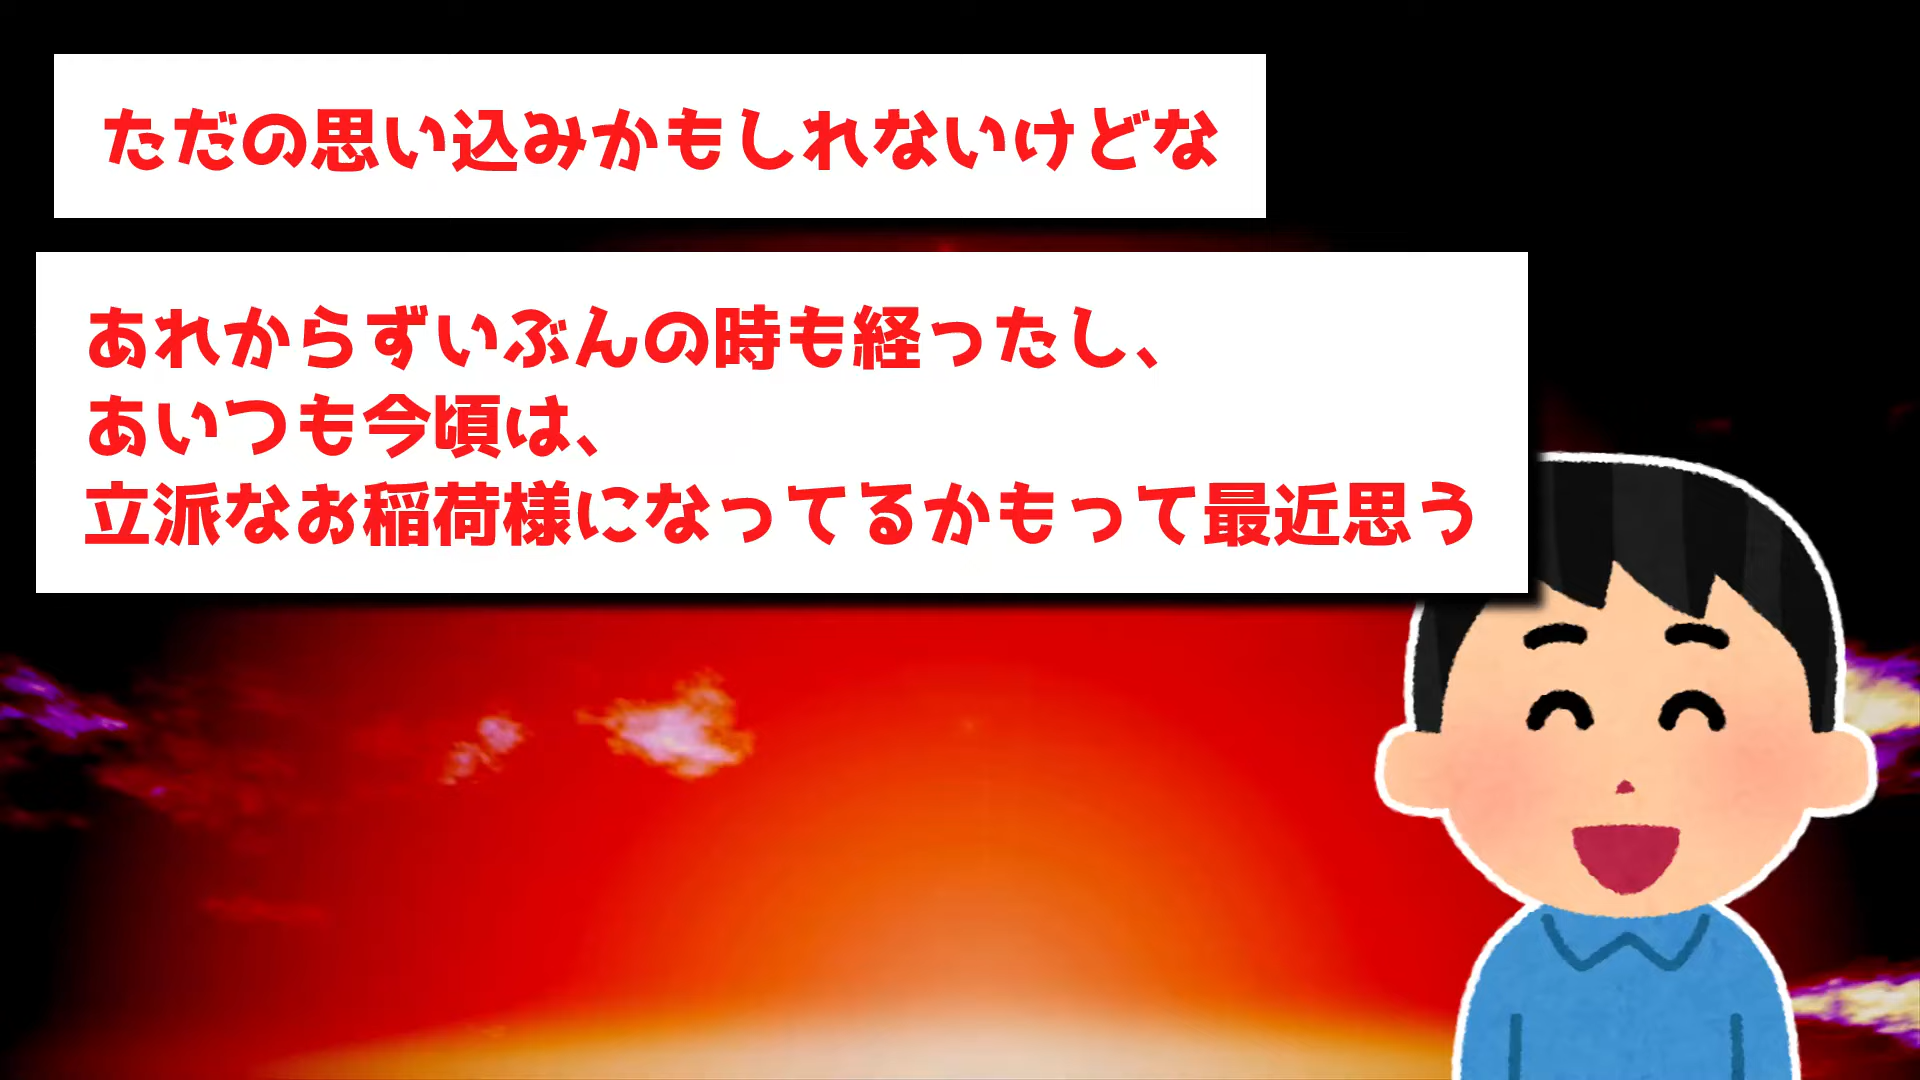 ただの思い込みかもしれないけどな
あれからずいぶんの時も経ったし、
あいつも今頃は、
立派なお稲荷様になってるかもって最近思う